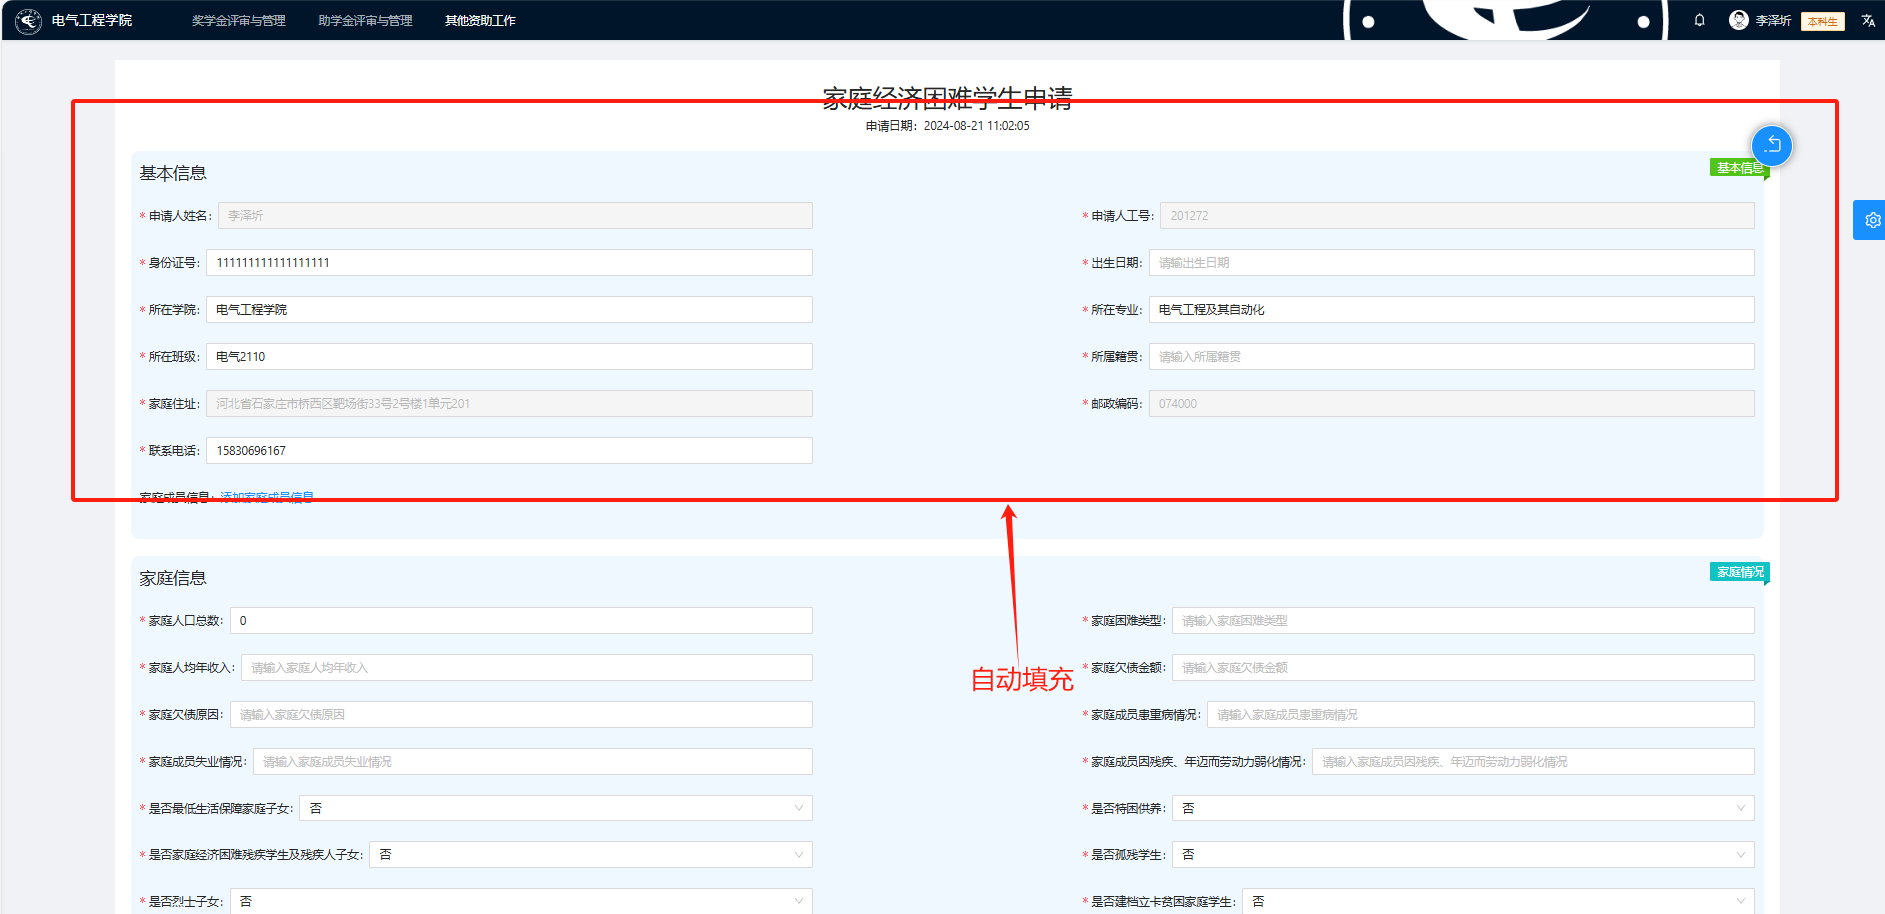 电气工程学院 奖学金评审与管理 助学金评审与管理 其他资助工作 李泽圻 本科生
家庭经济困难学生申请
申请日期：2024-08-21 11:02:05
基本信息 基本信息
* 申请人姓名： 李泽圻 * 申请人工号： 201272
* 身份证号： 111111111111111111 * 出生日期： 请输出生日期
* 所在学院： 电气工程学院 * 所在专业： 电气工程及其自动化
* 所在班级： 电气2110 * 所属籍贯： 请输入所属籍贯
* 家庭住址： 河北省石家庄市桥西区靶场街33号2号楼1单元201 * 邮政编码： 074000
* 联系电话： 15830696167
家庭成员信息： 添加家庭成员信息
家庭信息 家庭情况
* 家庭人口总数： 0 * 家庭困难类型： 请输入家庭困难类型
* 家庭人均年收入： 请输入家庭人均年收入 * 家庭欠债金额： 请输入家庭欠债金额
自动填充
* 家庭欠债原因： 请输入家庭欠债原因 * 家庭成员患重病情况： 请输入家庭成员患重病情况
* 家庭成员失业情况： 请输入家庭成员失业情况 * 家庭成员因残疾、年迈而劳动力弱化情况： 请输入家庭成员因残疾、年迈而劳动力弱化情况
* 是否最低生活保障家庭子女： 否 * 是否特困供养： 否
* 是否家庭经济困难残疾学生及残疾人子女： 否 * 是否孤残学生： 否
* 是否烈士子女： 否 * 是否建档立卡贫困家庭学生： 否